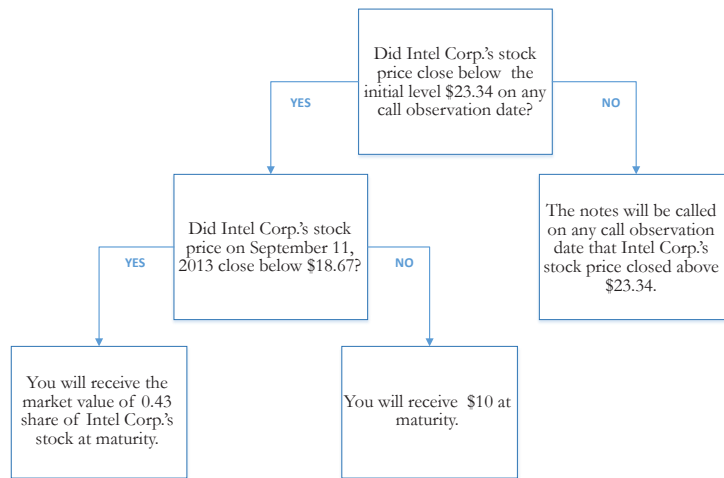 Did Intel Corp.'s stock
price close below the
initial level $23.34 on any
call observation date?
YES
NO
Did Intel Corp.'s stock
price on September 11,
2013 close below $18.67?
The notes will be called
on any call observation
date that Intel Corp.'s
stock price closed above
$23.34.
YES
NO
You will receive the
market value of 0.43
share of Intel Corp.'s
stock at maturity.
You will receive $10 at
maturity.